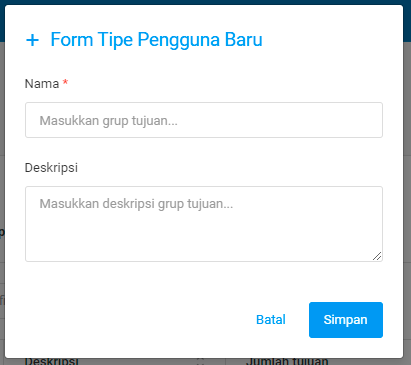 + Form Tipe Pengguna Baru
Nama *
Masukkan grup tujuan...
Deskripsi
Masukkan deskripsi grup tujuan...
Batal
Simpan
Deskripsi
Jumlah tujuan